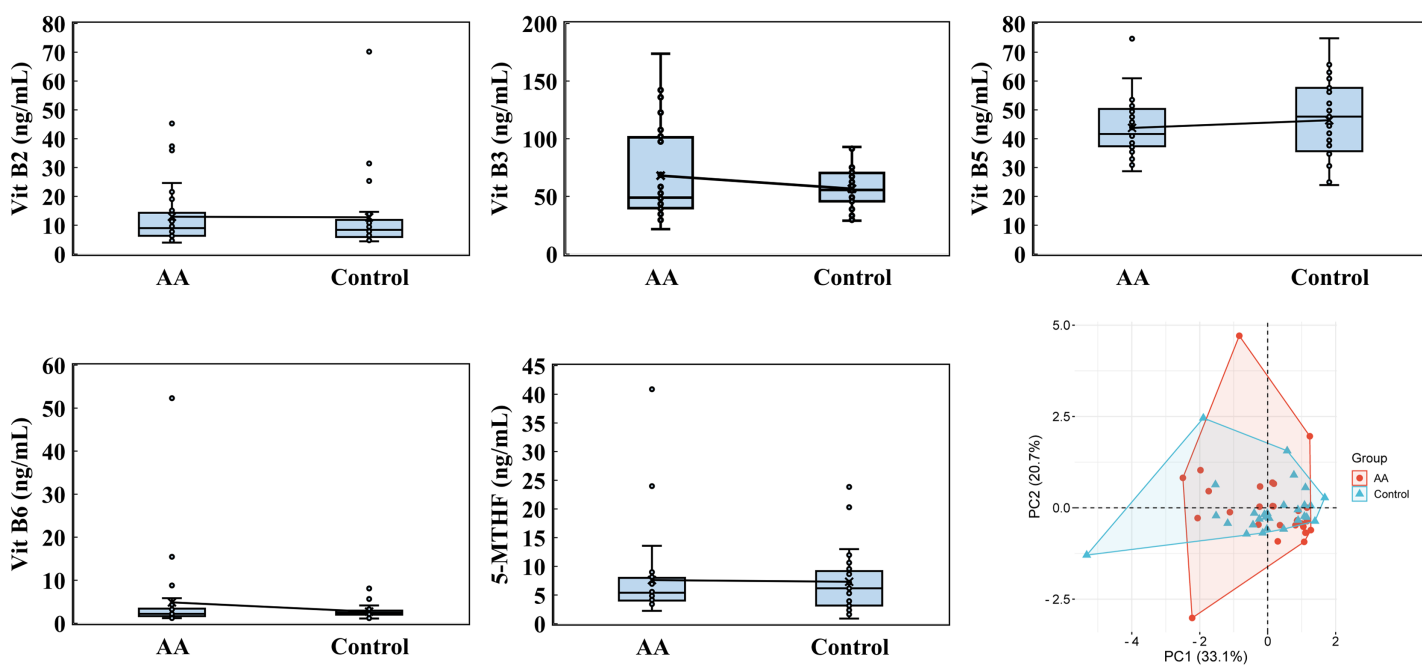 Vit B2 (ng/mL)
80
70
60
50
40
30
20
10
0
AA
Control
Vit B3 (ng/mL)
200
150
100
50
0
AA
Control
Vit B5 (ng/mL)
80
70
60
50
40
30
20
10
0
AA
Control
Vit B6 (ng/mL)
60
50
40
30
20
10
0
AA
Control
5-MTHF (ng/mL)
45
40
35
30
25
20
15
10
5
0
AA
Control
PC2 (20.7%)
5.0
2.5
0.0
-2.5
-4
-2
0
2
PC1 (33.1%)
Group
AA
Control